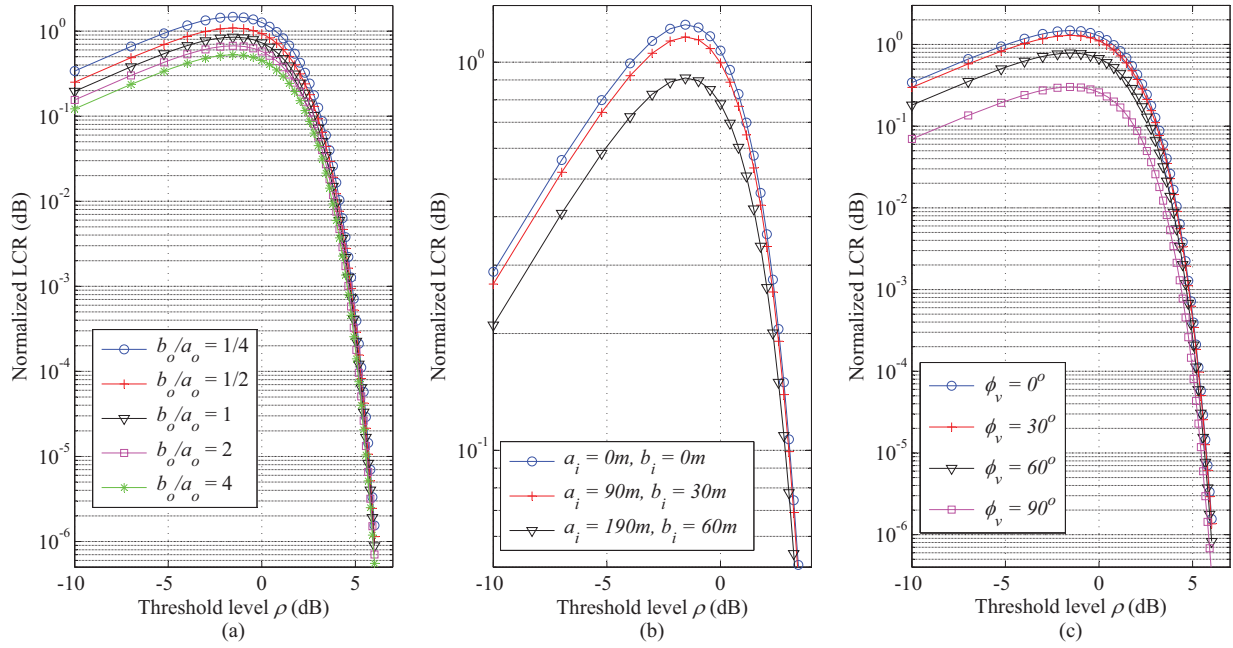 10^0
10^-1
10^-2
10^-3
10^-4
10^-5
10^-6
Normalized LCR (dB)
b_o/a_o = 1/4
b_o/a_o = 1/2
b_o/a_o = 1
b_o/a_o = 2
b_o/a_o = 4
-10 -5 0 5
Threshold level ρ (dB)
(a)
10^0
10^-1
Normalized LCR (dB)
a_i = 0m, b_i = 0m
a_i = 90m, b_i = 30m
a_i = 190m, b_i = 60m
-10 -5 0
Threshold level ρ (dB)
(b)
10^0
10^-1
10^-2
10^-3
10^-4
10^-5
10^-6
Normalized LCR (dB)
ϕ_v = 0^o
ϕ_v = 30^o
ϕ_v = 60^o
ϕ_v = 90^o
-10 -5 0 5
Threshold level ρ (dB)
(c)